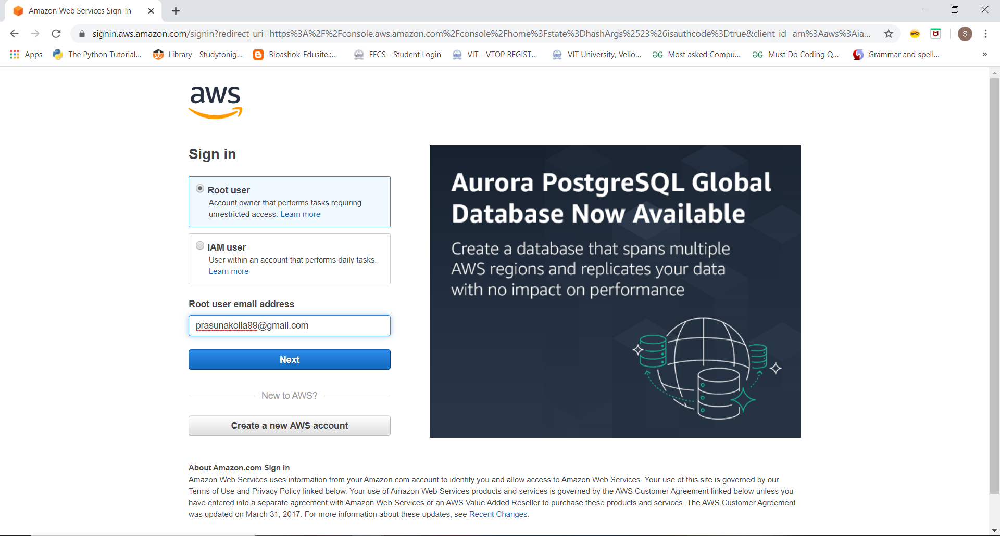 Amazon Web Services Sign-In
signin.aws.amazon.com/signin?redirect_uri=https%3A%2F%2Fconsole.aws.amazon.com%2Fconsole%2Fhome%3Fstate%3DhashArgs%2523%26isauthcode%3Dtrue&client_id=arn%3Aaws%3Aia...
S
Apps The Python Tutorial... Library - Studytonig... Bioashok-Edusite.:... FFCS - Student Login VIT - VTOP REGIST... VIT University, Vello... Most asked Compu... Must Do Coding Q... Grammar and spell... »
aws
Sign in
Root user
Account owner that performs tasks requiring
unrestricted access. Learn more
IAM user
User within an account that performs daily tasks.
Learn more
Root user email address
prasunakolla99@gmail.com
Next
New to AWS?
Create a new AWS account
Aurora PostgreSQL Global
Database Now Available
Create a database that spans multiple
AWS regions and replicates your data
with no impact on performance
About Amazon.com Sign In
Amazon Web Services uses information from your Amazon.com account to identify you and allow access to Amazon Web Services. Your use of this site is governed by our
Terms of Use and Privacy Policy linked below. Your use of Amazon Web Services products and services is governed by the AWS Customer Agreement linked below unless you
have entered into a separate agreement with Amazon Web Services or an AWS Value Added Reseller to purchase these products and services. The AWS Customer Agreement
was updated on March 31, 2017. For more information about these updates, see Recent Changes.